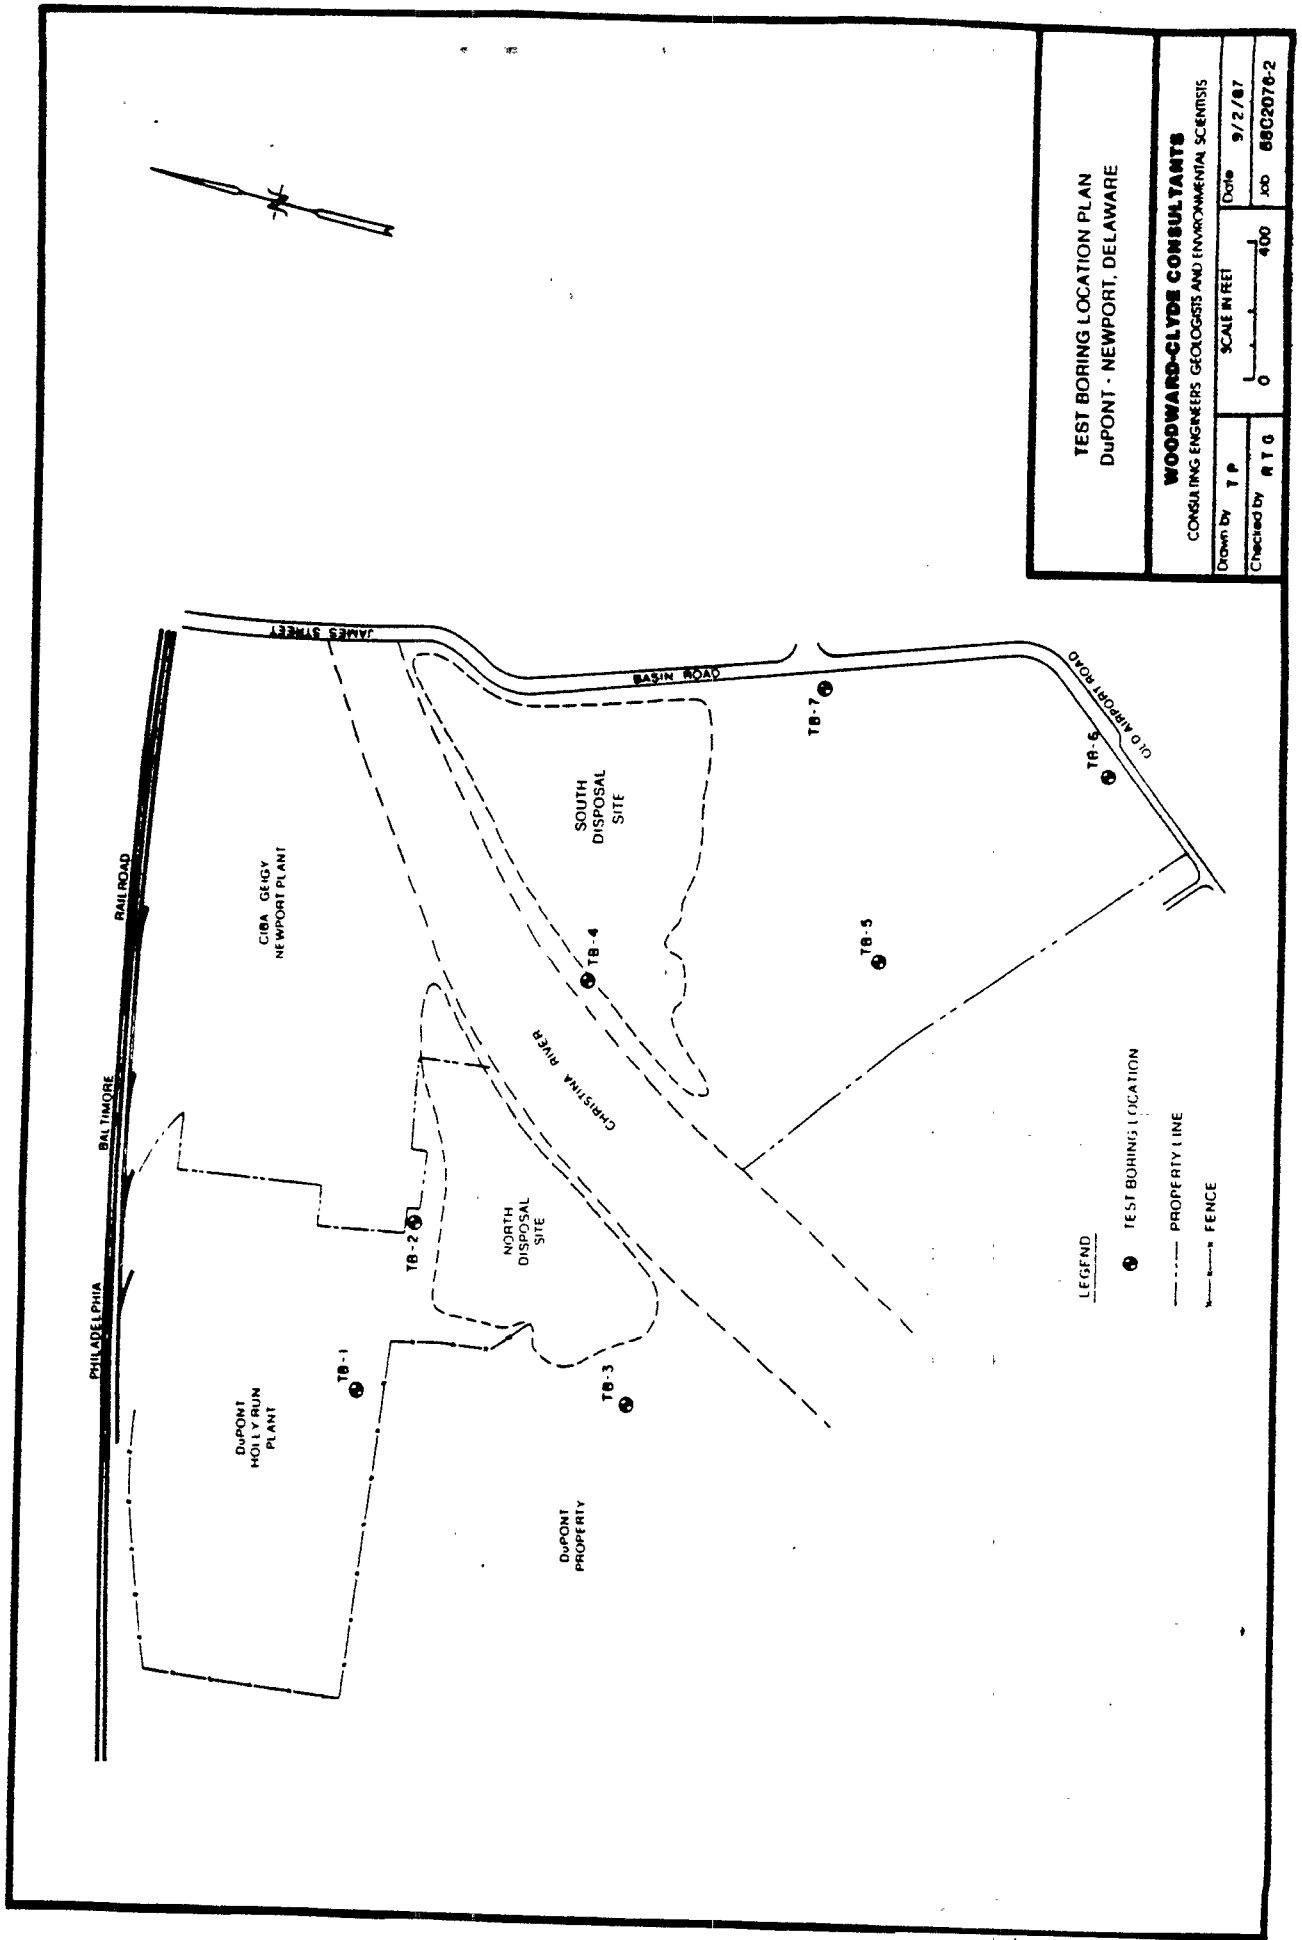 PHILADELPHIA
BALTIMORE
RAILROAD
JAMES STREET
CIBA GEIGY
NEWPORT PLANT
DuPONT
HOLLY RUN
PLANT
TB-1
TB-2
NORTH
DISPOSAL
SITE
TB-3
DuPONT
PROPERTY
CHRISTINA RIVER
TB-4
SOUTH
DISPOSAL
SITE
BASIN ROAD
TB-7
TB-5
TB-6
OLD AIRPORT ROAD
LEGEND
TEST BORING LOCATION
PROPERTY LINE
FENCE
N
TEST BORING LOCATION PLAN
DuPONT - NEWPORT, DELAWARE
WOODWARD-CLYDE CONSULTANTS
CONSULTING ENGINEERS GEOLOGISTS AND ENVIRONMENTAL SCIENTISTS
Drawn by T P
SCALE IN FEET
0 400
Date 9/2/87
Checked by R T G
Job 88C2076-2